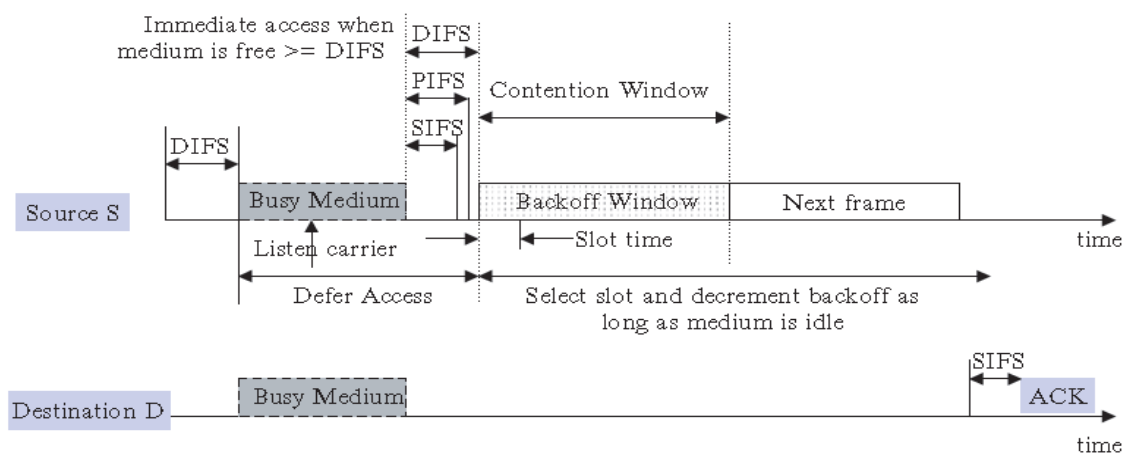 Immediate access when
medium is free >= DIFS
DIFS
PIFS
Contention Window
SIFS
DIFS
Source S
Busy Medium
Backoff Window
Next frame
time
Listen carrier
Slot time
Defer Access
Select slot and decrement backoff as
long as medium is idle
SIFS
Destination D
Busy Medium
ACK
time